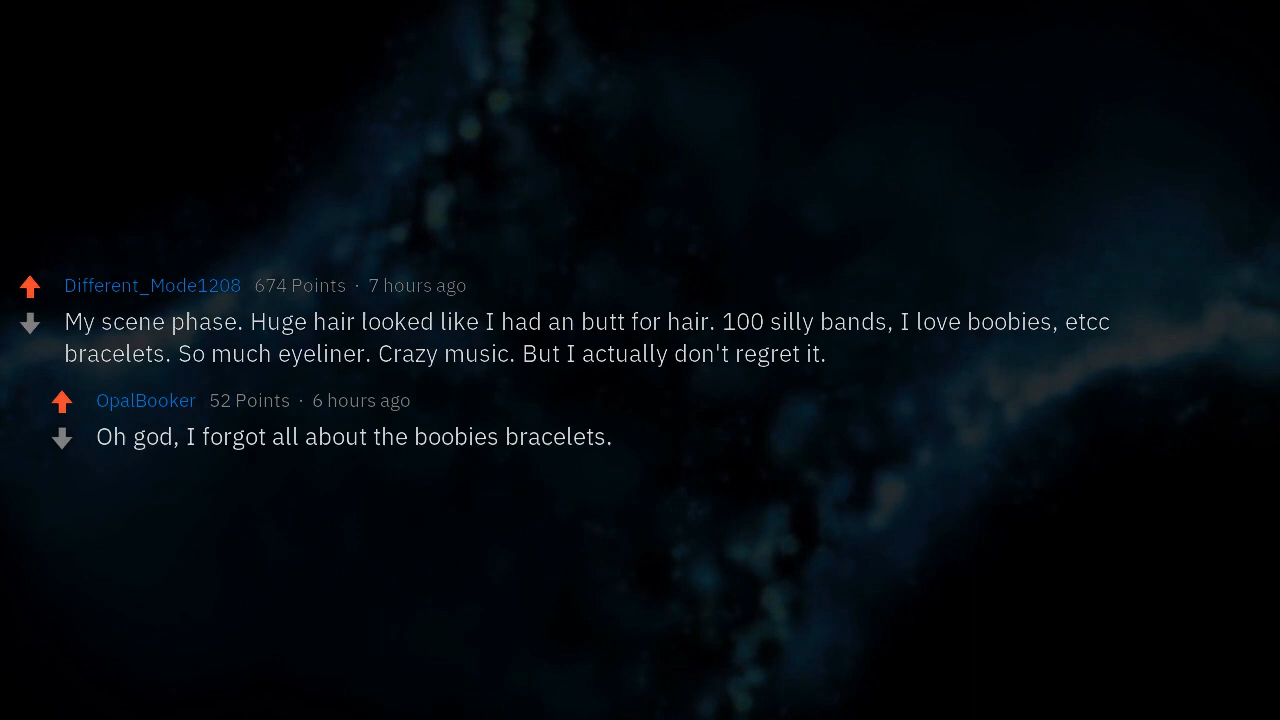 Different_Mode1208 674 Points · 7 hours ago
My scene phase. Huge hair looked like I had an butt for hair. 100 silly bands, I love boobies, etcc
bracelets. So much eyeliner. Crazy music. But I actually don't regret it.
OpalBooker 52 Points · 6 hours ago
Oh god, I forgot all about the boobies bracelets.